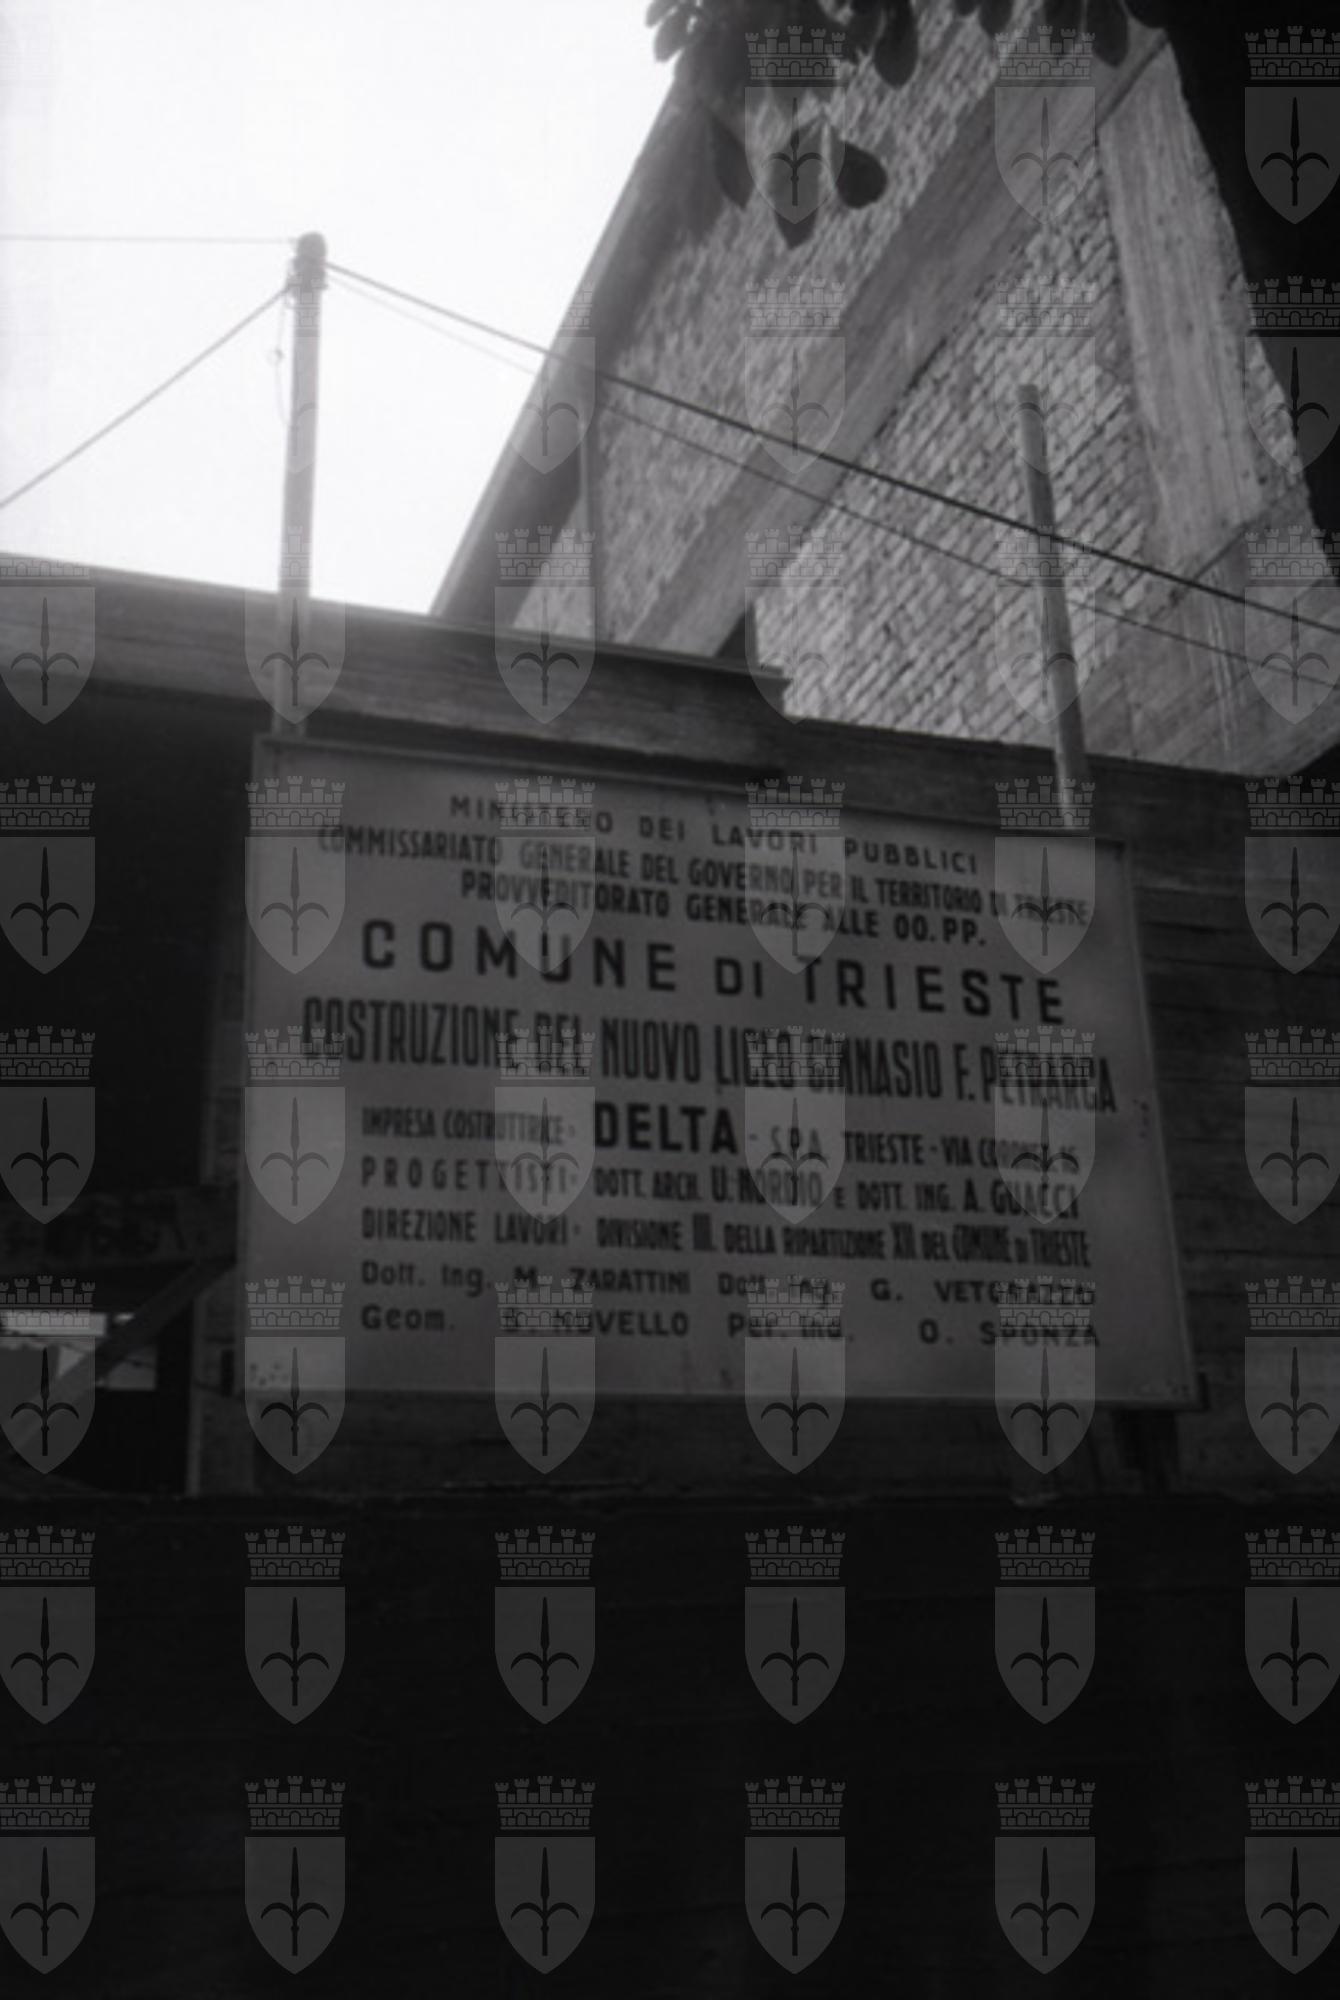 MINISTERO DEI LAVORI PUBBLICI
COMMISSARIATO GENERALE DEL GOVERNO PER IL TERRITORIO DI TRIESTE
PROVVEDITORATO GENERALE ALLE OO. PP.
COMUNE DI TRIESTE
COSTRUZIONE DEL NUOVO LICEO GINNASIO F. PETRARCA
IMPRESA COSTRUTTRICE: DELTA - S.P.A. TRIESTE - VIA
PROGETTISTI: DOTT. ARCH. U. NORDIO E DOTT. ING. A. GUACCI
DIREZIONE LAVORI: DIVISIONE III. DELLA RIPARTIZIONE XII DEL COMUNE DI TRIESTE
Dott. Ing. M. ZARATTINI Dott. Ing. G.
Geom. NOVELLO Per. Ind. O. SPONZA